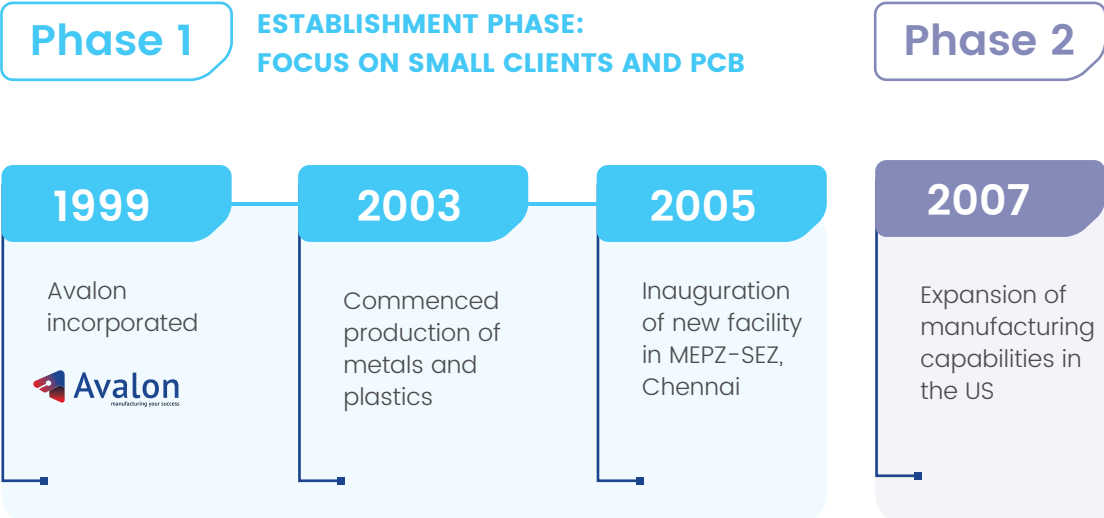 Phase 1
ESTABLISHMENT PHASE:
FOCUS ON SMALL CLIENTS AND PCB
Phase 2
1999
Avalon
incorporated
Avalon
manufacturing your success
2003
Commenced
production of
metals and
plastics
2005
Inauguration
of new facility
in MEPZ-SEZ,
Chennai
2007
Expansion of
manufacturing
capabilities in
the US